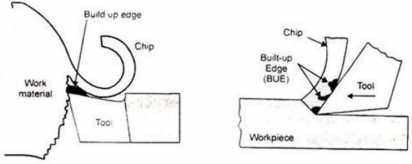 Build up edge
Chip
Work
material
Tool
Chip
Built-up
Edge
(BUE)
Tool
Workpiece